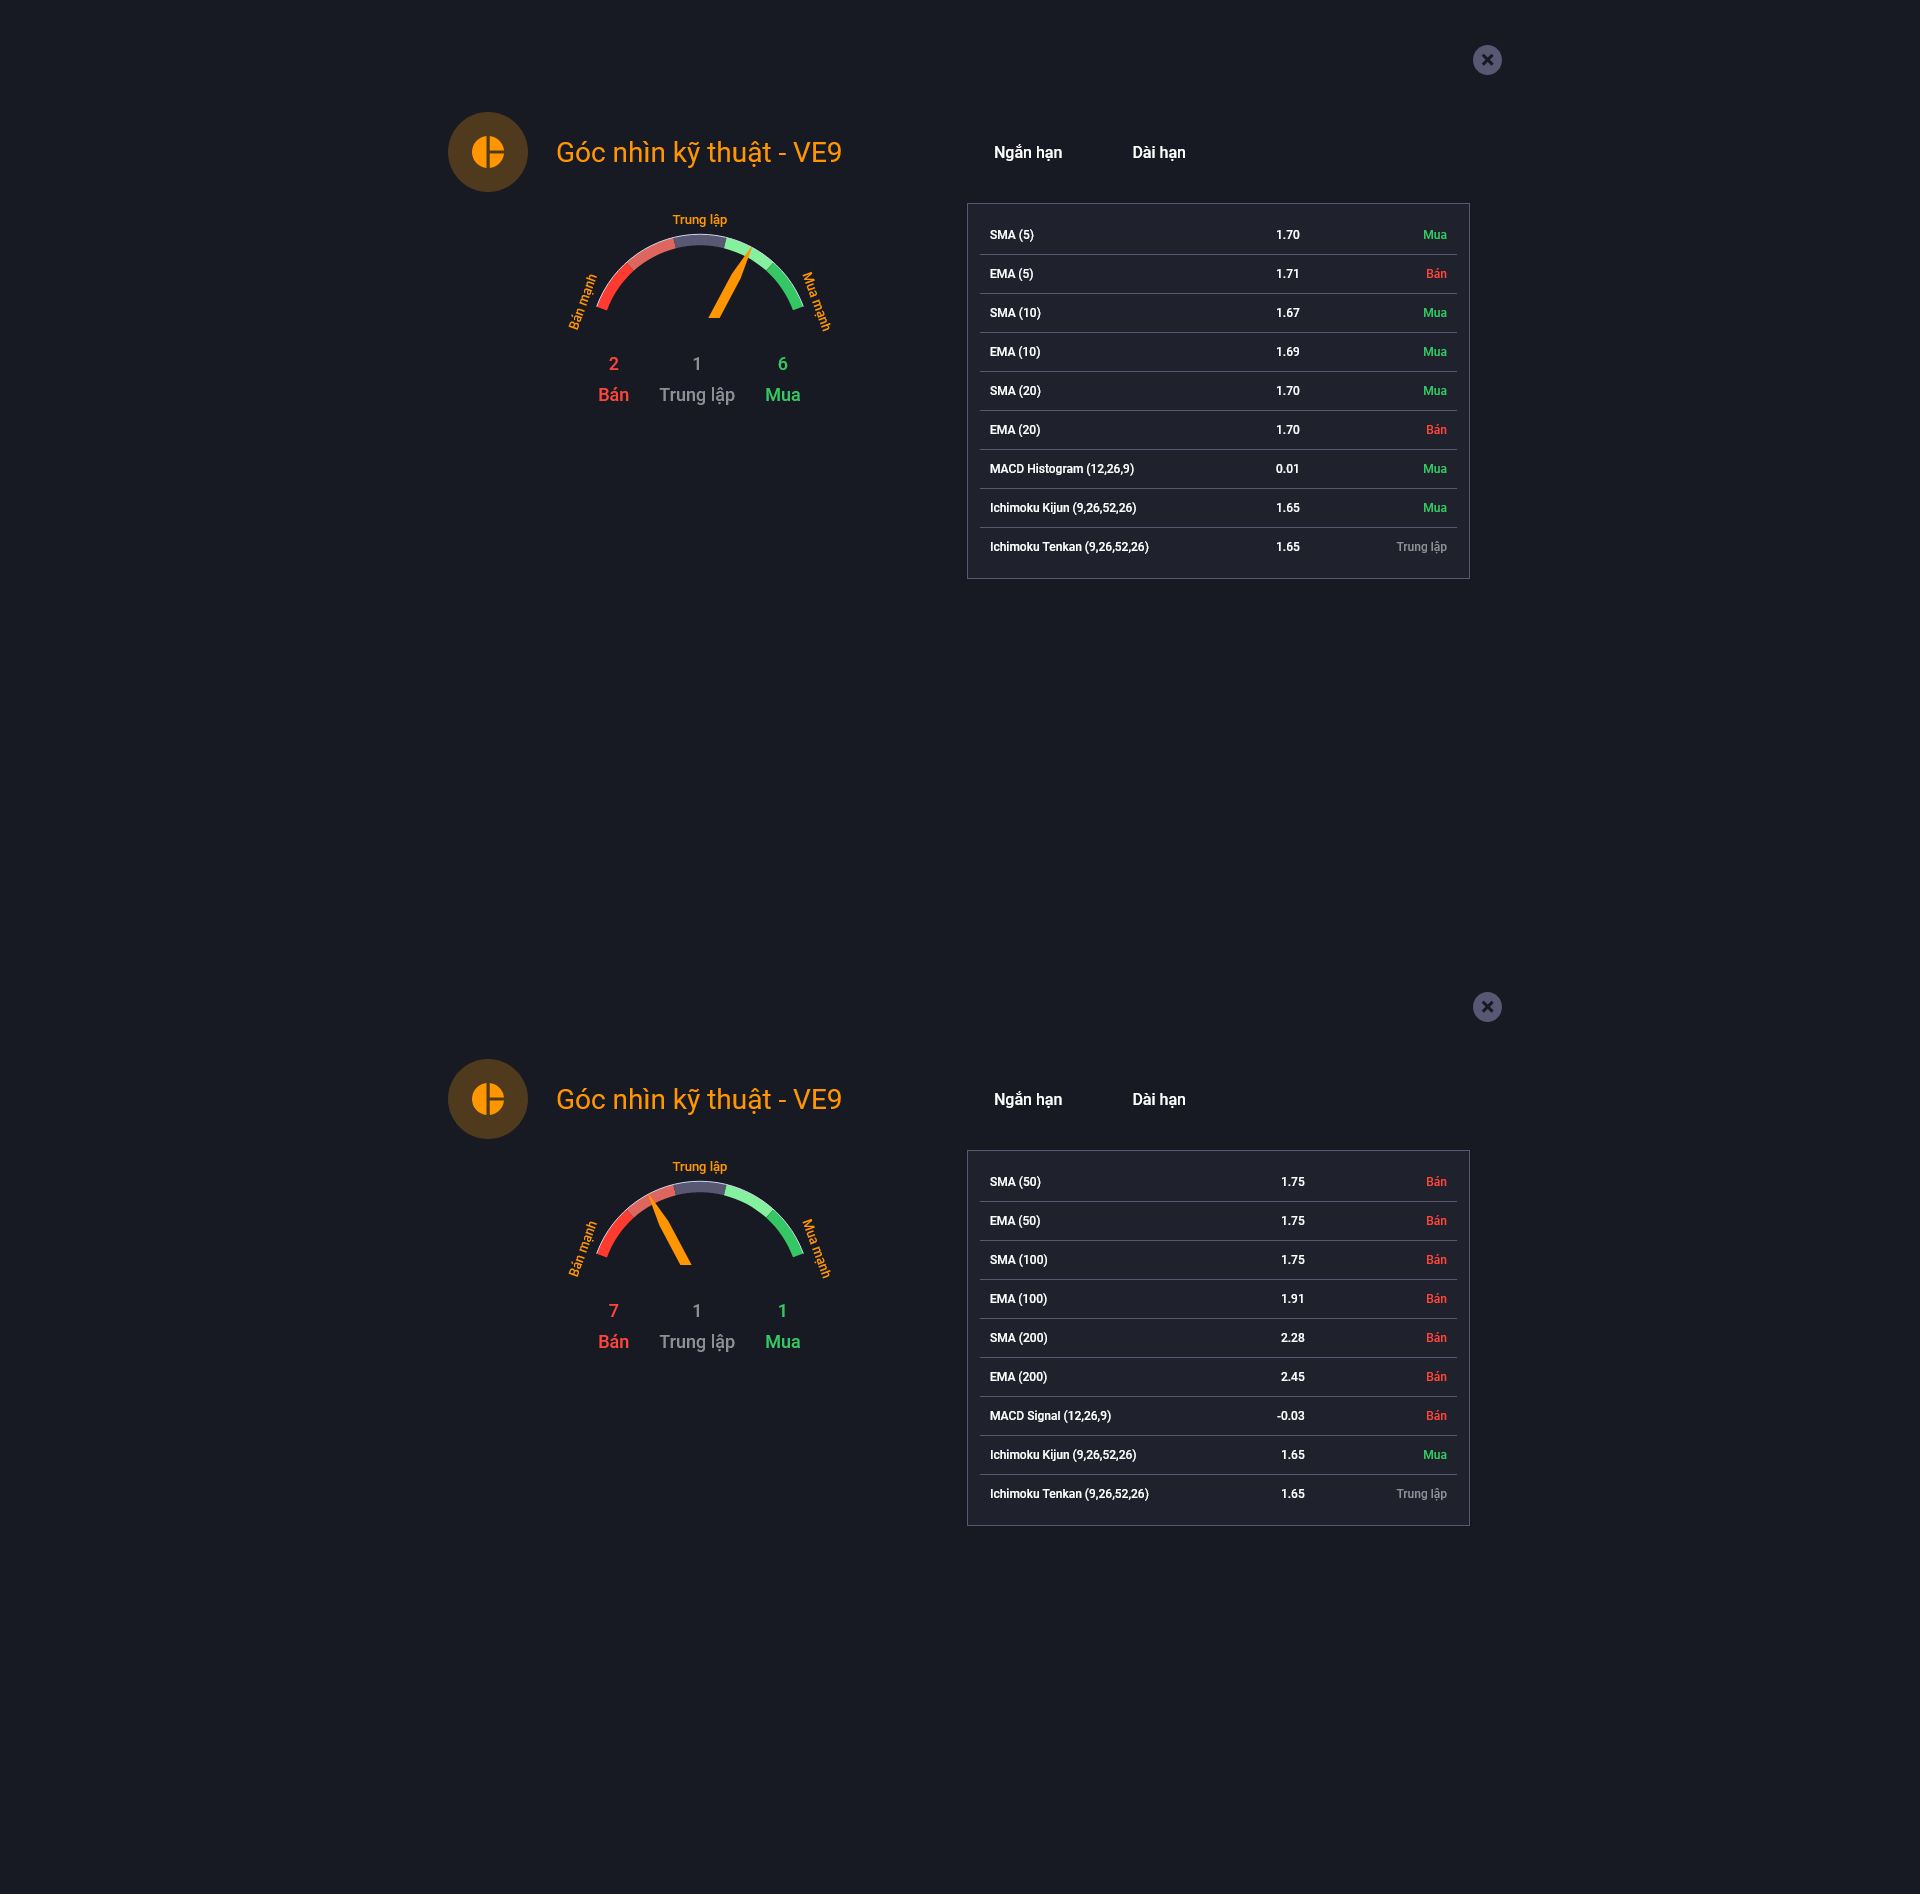 Góc nhìn kỹ thuật - VE9
Ngắn hạn Dài hạn
Trung lập
Bán mạnh
Mua mạnh
2 1 6
Bán Trung lập Mua
SMA (5) 1.70 Mua
EMA (5) 1.71 Bán
SMA (10) 1.67 Mua
EMA (10) 1.69 Mua
SMA (20) 1.70 Mua
EMA (20) 1.70 Bán
MACD Histogram (12,26,9) 0.01 Mua
Ichimoku Kijun (9,26,52,26) 1.65 Mua
Ichimoku Tenkan (9,26,52,26) 1.65 Trung lập
Góc nhìn kỹ thuật - VE9
Ngắn hạn Dài hạn
Trung lập
Bán mạnh
Mua mạnh
7 1 1
Bán Trung lập Mua
SMA (50) 1.75 Bán
EMA (50) 1.75 Bán
SMA (100) 1.75 Bán
EMA (100) 1.91 Bán
SMA (200) 2.28 Bán
EMA (200) 2.45 Bán
MACD Signal (12,26,9) -0.03 Bán
Ichimoku Kijun (9,26,52,26) 1.65 Mua
Ichimoku Tenkan (9,26,52,26) 1.65 Trung lập